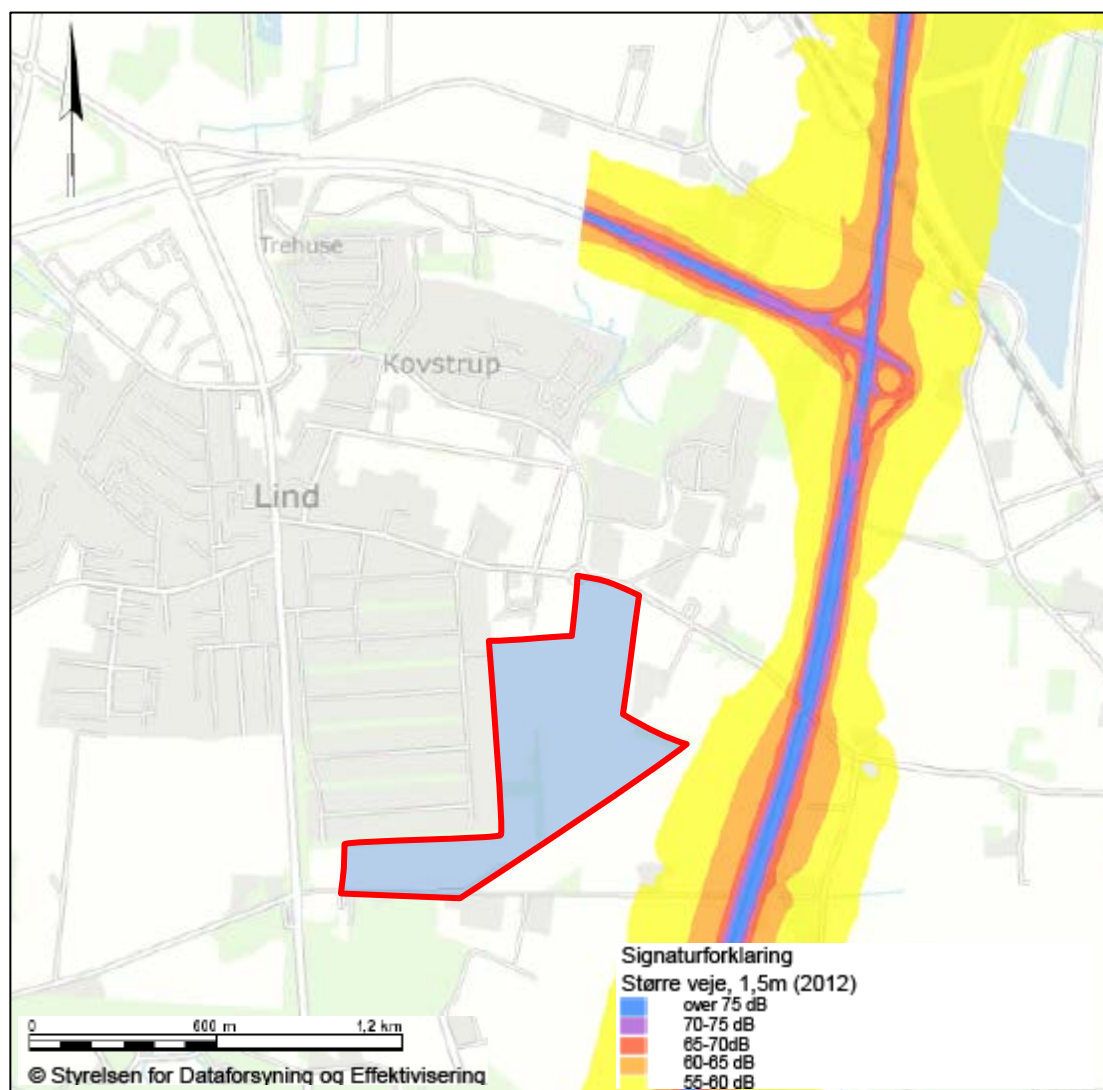 Trehuse
Kovstrup
Lind
Signaturforklaring
Større veje, 1,5m (2012)
over 75 dB
70-75 dB
65-70dB
60-65 dB
55-60 dB
0 600 m 1,2 km
© Styrelsen for Dataforsyning og Effektivisering